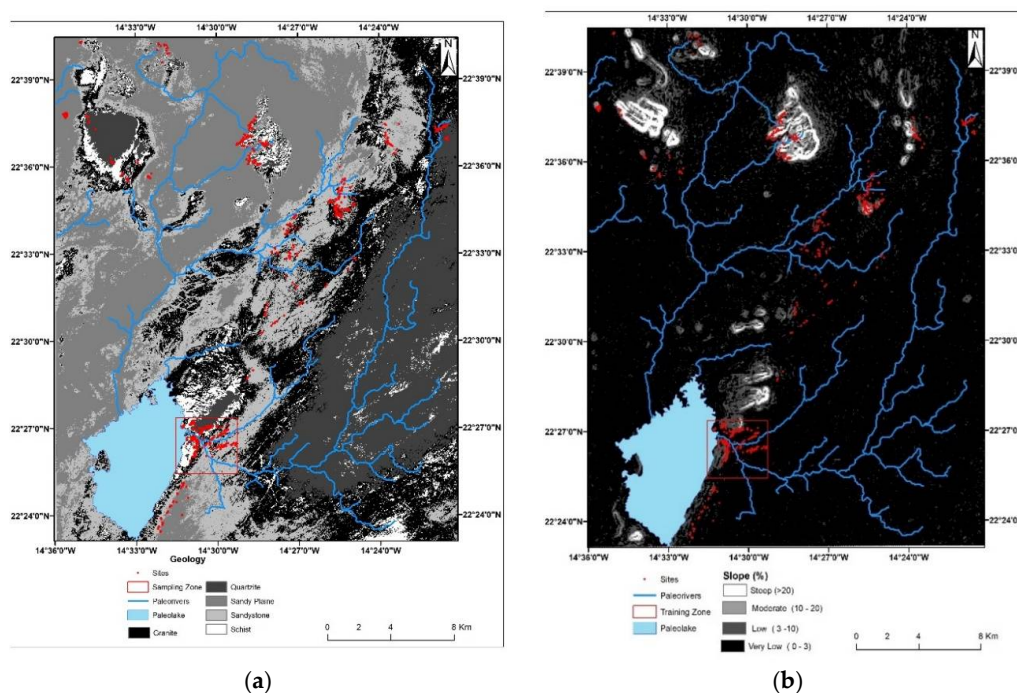 14°33'0"W 14°30'0"W 14°27'0"W 14°24'0"W
N
22°39'0"N 22°39'0"N
22°36'0"N 22°36'0"N
22°33'0"N 22°33'0"N
22°30'0"N 22°30'0"N
22°27'0"N 22°27'0"N
22°24'0"N 22°24'0"N
14°36'0"W 14°33'0"W 14°30'0"W 14°27'0"W 14°24'0"W
Geology
Sites
Sampling Zone
Paleorivers
Paleolake
Granite
Quartzite
Sandy Plaine
Sandstone
Schist
0 4 8 Km
(a)
14°33'0"W 14°30'0"W 14°27'0"W 14°24'0"W
N
22°39'0"N 22°39'0"N
22°36'0"N 22°36'0"N
22°33'0"N 22°33'0"N
22°30'0"N 22°30'0"N
22°27'0"N 22°27'0"N
22°24'0"N 22°24'0"N
14°36'0"W 14°33'0"W 14°30'0"W 14°27'0"W 14°24'0"W
Sites
Paleorivers
Training Zone
Paleolake
Slope (%)
Steep (>20)
Moderate (10 - 20)
Low ( 3 -10)
Very Low ( 0 - 3)
0 2 4 8 Km
(b)